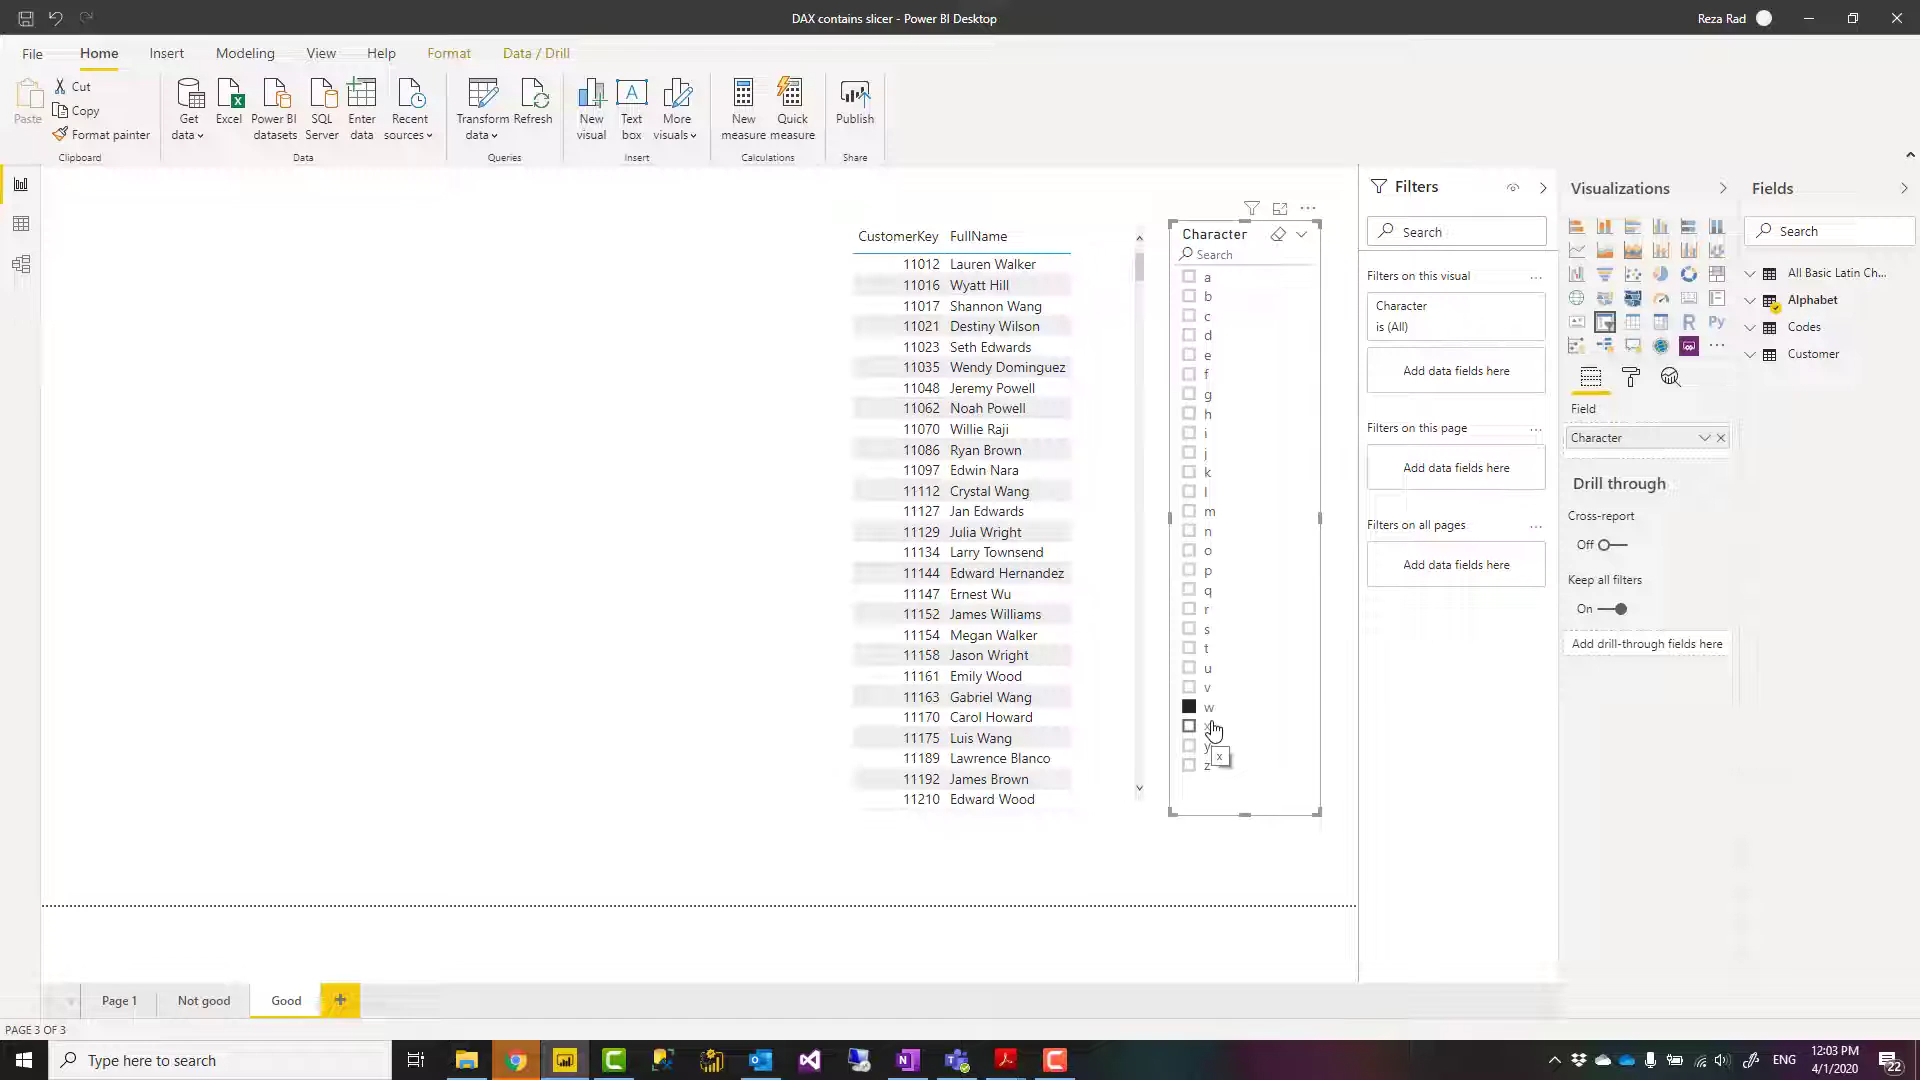 DAX contains slicer - Power BI Desktop
Reza Rad
File Home Insert Modeling View Help Format Data / Drill
Paste
Cut
Copy
Format painter
Clipboard
Get data
Excel
Power BI datasets
SQL Server
Enter data
Recent sources
Data
Transform data
Refresh
Queries
New visual
Text box
More visuals
Insert
New measure
Quick measure
Calculations
Publish
Share
CustomerKey FullName
11012 Lauren Walker
11016 Wyatt Hill
11017 Shannon Wang
11021 Destiny Wilson
11023 Seth Edwards
11035 Wendy Dominguez
11048 Jeremy Powell
11062 Noah Powell
11070 Willie Raji
11086 Ryan Brown
11097 Edwin Nara
11112 Crystal Wang
11127 Jan Edwards
11129 Julia Wright
11134 Larry Townsend
11144 Edward Hernandez
11147 Ernest Wu
11152 James Williams
11154 Megan Walker
11158 Jason Wright
11161 Emily Wood
11163 Gabriel Wang
11170 Carol Howard
11175 Luis Wang
11189 Lawrence Blanco
11192 James Brown
11210 Edward Wood
Character
Search
a
b
c
d
e
f
g
h
i
j
k
l
m
n
o
p
q
r
s
t
u
v
w
x
y
z
x
Filters
Search
Filters on this visual ...
Character
is (All)
Add data fields here
Filters on this page ...
Add data fields here
Filters on all pages ...
Add data fields here
Visualizations
R Py
Field
Character
Drill through
Cross-report
Off
Keep all filters
On
Add drill-through fields here
Fields
Search
All Basic Latin Ch...
Alphabet
Codes
Customer
Page 1 Not good Good +
PAGE 3 OF 3
Type here to search
ENG
12:03 PM
4/1/2020
22